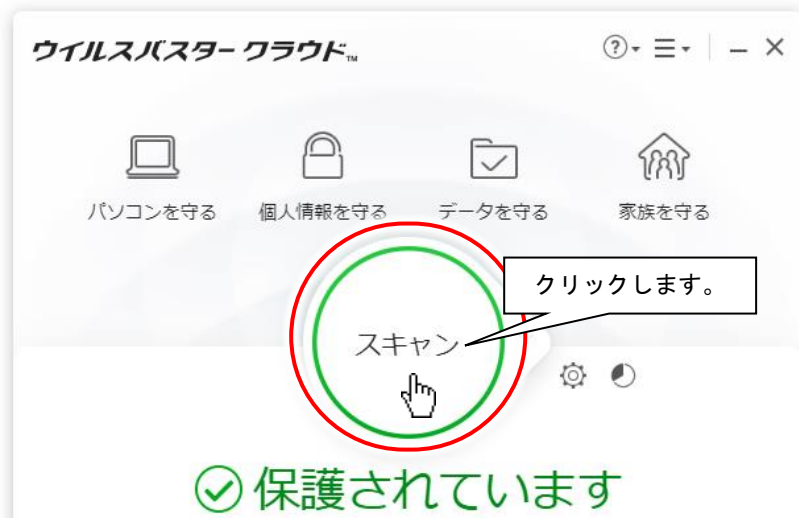 ウイルスバスター クラウド™
パソコンを守る
個人情報を守る
データを守る
家族を守る
クリックします。
スキャン
保護されています